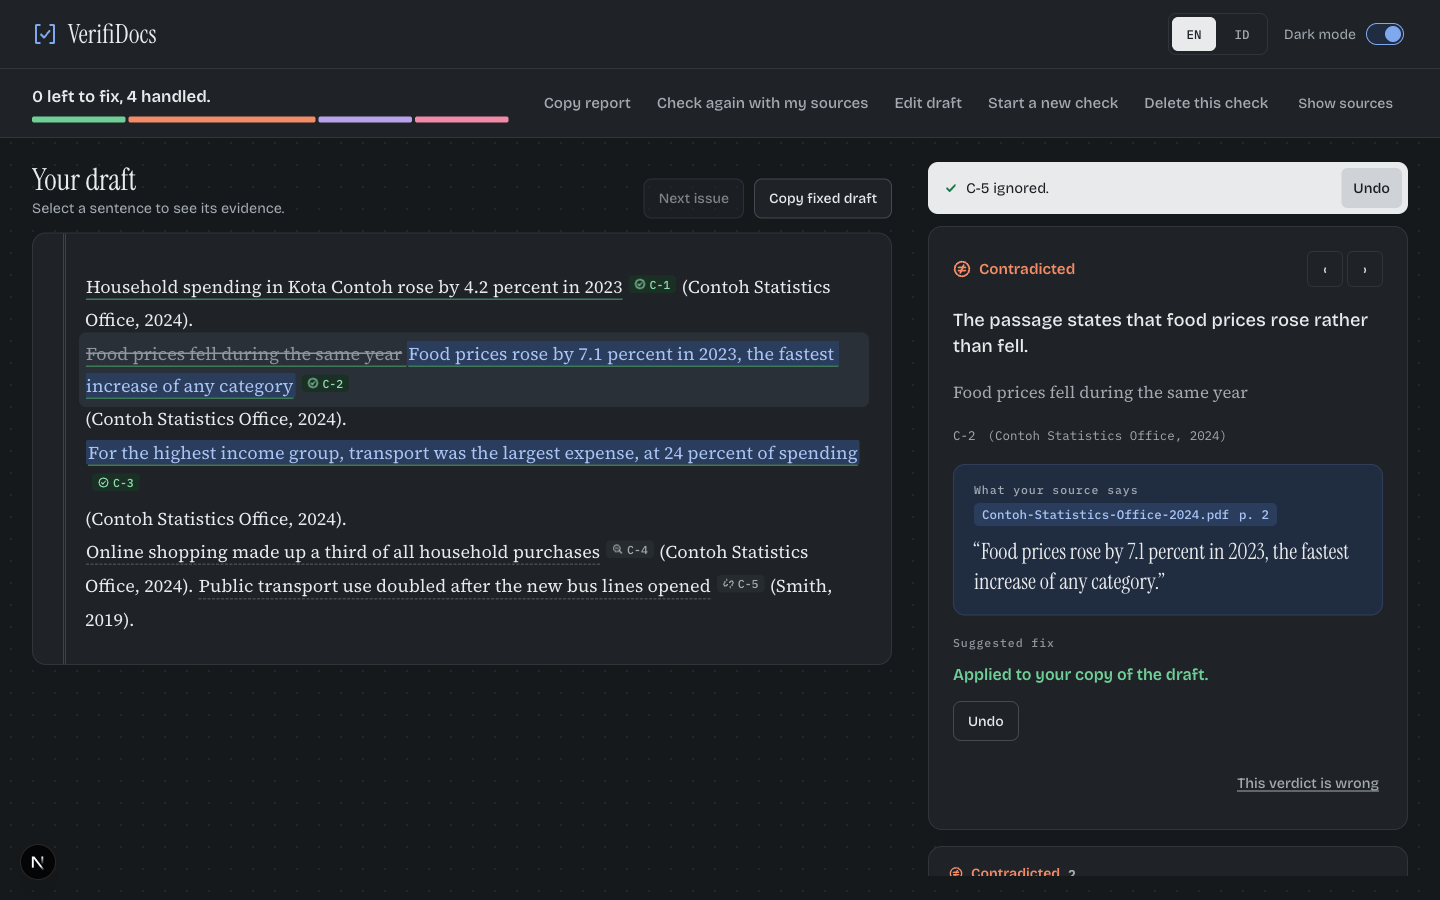 VerifiDocs
EN
ID
Dark mode
0 left to fix, 4 handled.
Copy report
Check again with my sources
Edit draft
Start a new check
Delete this check
Show sources
Your draft
Select a sentence to see its evidence.
Next issue
Copy fixed draft
Household spending in Kota Contoh rose by 4.2 percent in 2023 C-1 (Contoh Statistics
Office, 2024).
Food prices fell during the same year Food prices rose by 7.1 percent in 2023, the fastest
increase of any category C-2
(Contoh Statistics Office, 2024).
For the highest income group, transport was the largest expense, at 24 percent of spending
C-3
(Contoh Statistics Office, 2024).
Online shopping made up a third of all household purchases C-4 (Contoh Statistics
Office, 2024). Public transport use doubled after the new bus lines opened C-5 (Smith,
2019).
C-5 ignored.
Undo
Contradicted
‹ ›
The passage states that food prices rose rather
than fell.
Food prices fell during the same year
C-2 (Contoh Statistics Office, 2024)
What your source says
Contoh-Statistics-Office-2024.pdf p. 2
“Food prices rose by 7.1 percent in 2023, the fastest
increase of any category.”
Suggested fix
Applied to your copy of the draft.
Undo
This verdict is wrong
Contradicted 2
N